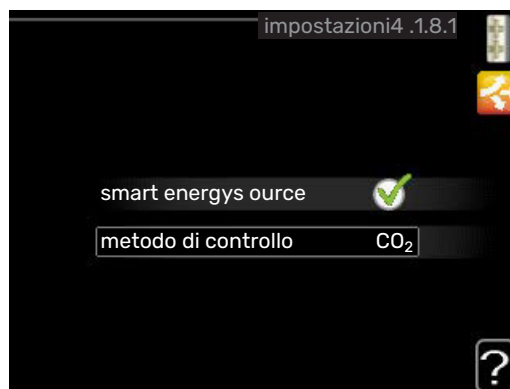 impostazioni4 .1.8.1
smart energys ource
metodo di controllo CO₂
?